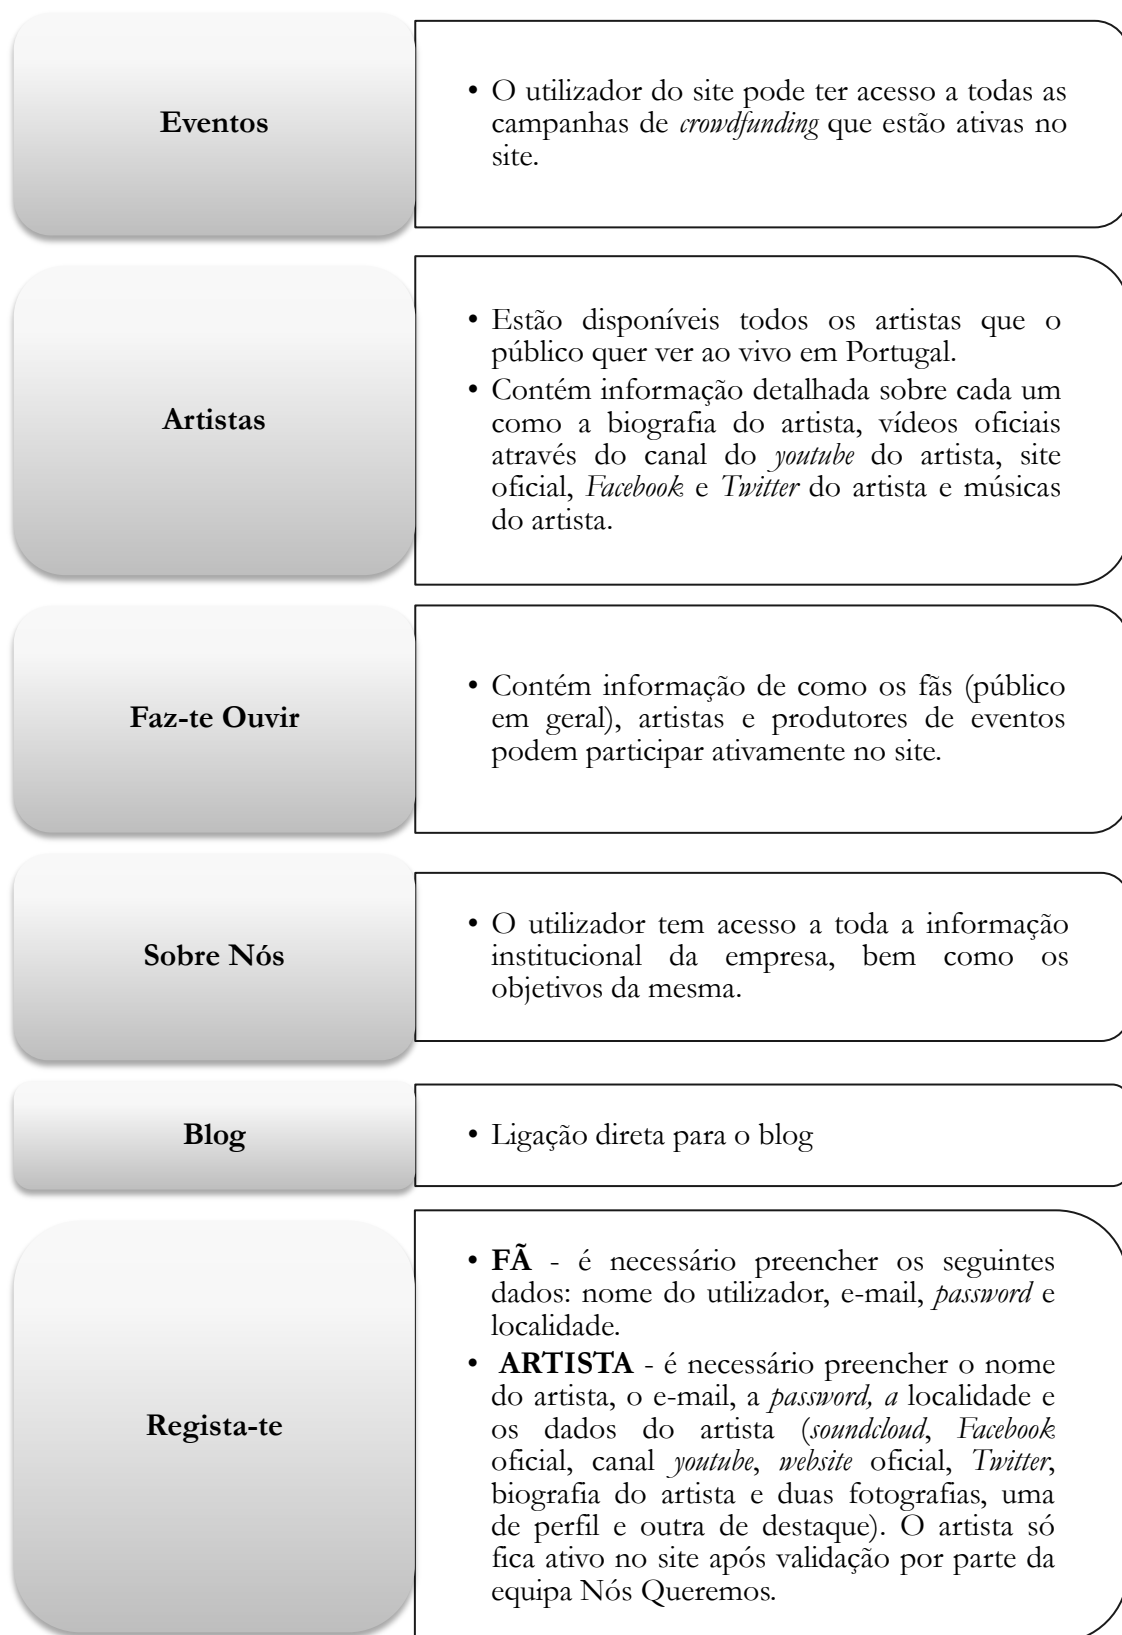 Eventos
• O utilizador do site pode ter acesso a todas as
campanhas de crowdfunding que estão ativas no
site.
Artistas
• Estão disponíveis todos os artistas que o
público quer ver ao vivo em Portugal.
• Contém informação detalhada sobre cada um
como a biografia do artista, vídeos oficiais
através do canal do youtube do artista, site
oficial, Facebook e Twitter do artista e músicas
do artista.
Faz-te Ouvir
• Contém informação de como os fãs (público
em geral), artistas e produtores de eventos
podem participar ativamente no site.
Sobre Nós
• O utilizador tem acesso a toda a informação
institucional da empresa, bem como os
objetivos da mesma.
Blog
• Ligação direta para o blog
Regista-te
• FÃ - é necessário preencher os seguintes
dados: nome do utilizador, e-mail, password e
localidade.
• ARTISTA - é necessário preencher o nome
do artista, o e-mail, a password, a localidade e
os dados do artista (soundcloud, Facebook
oficial, canal youtube, website oficial, Twitter,
biografia do artista e duas fotografias, uma
de perfil e outra de destaque). O artista só
fica ativo no site após validação por parte da
equipa Nós Queremos.